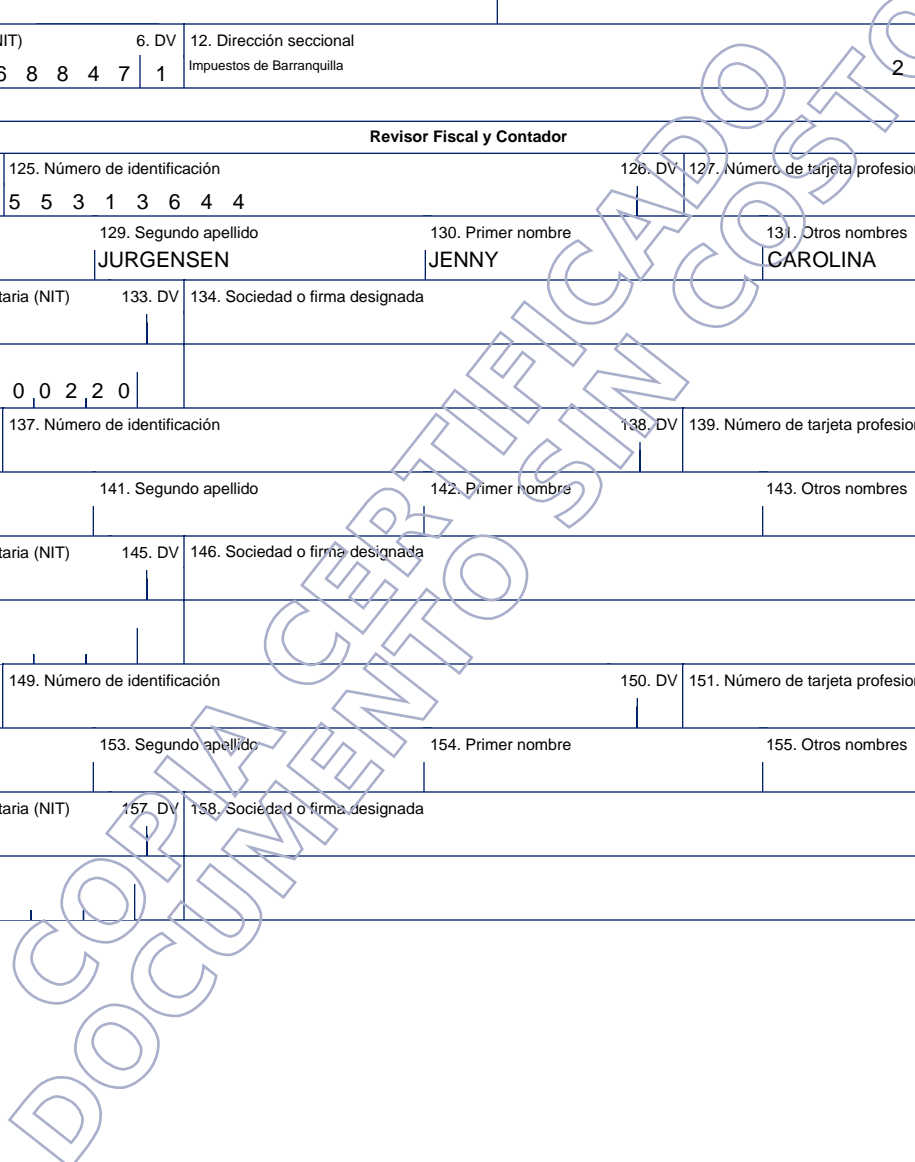 NIT) 6. DV 12. Dirección seccional
6 8 8 4 7 1 Impuestos de Barranquilla 2
Revisor Fiscal y Contador
125. Número de identificación 126. DV 127. Número de tarjeta profesion
5 5 3 1 3 6 4 4
129. Segundo apellido 130. Primer nombre 131. Otros nombres
JURGENSEN JENNY CAROLINA
taria (NIT) 133. DV 134. Sociedad o firma designada
0 0 2 2 0
137. Número de identificación 138. DV 139. Número de tarjeta profesion
141. Segundo apellido 142. Primer nombre 143. Otros nombres
taria (NIT) 145. DV 146. Sociedad o firma designada
149. Número de identificación 150. DV 151. Número de tarjeta profesion
153. Segundo apellido 154. Primer nombre 155. Otros nombres
taria (NIT) 157. DV 158. Sociedad o firma designada
COPIA CERTIFICADO
DOCUMENTO SIN COSTO